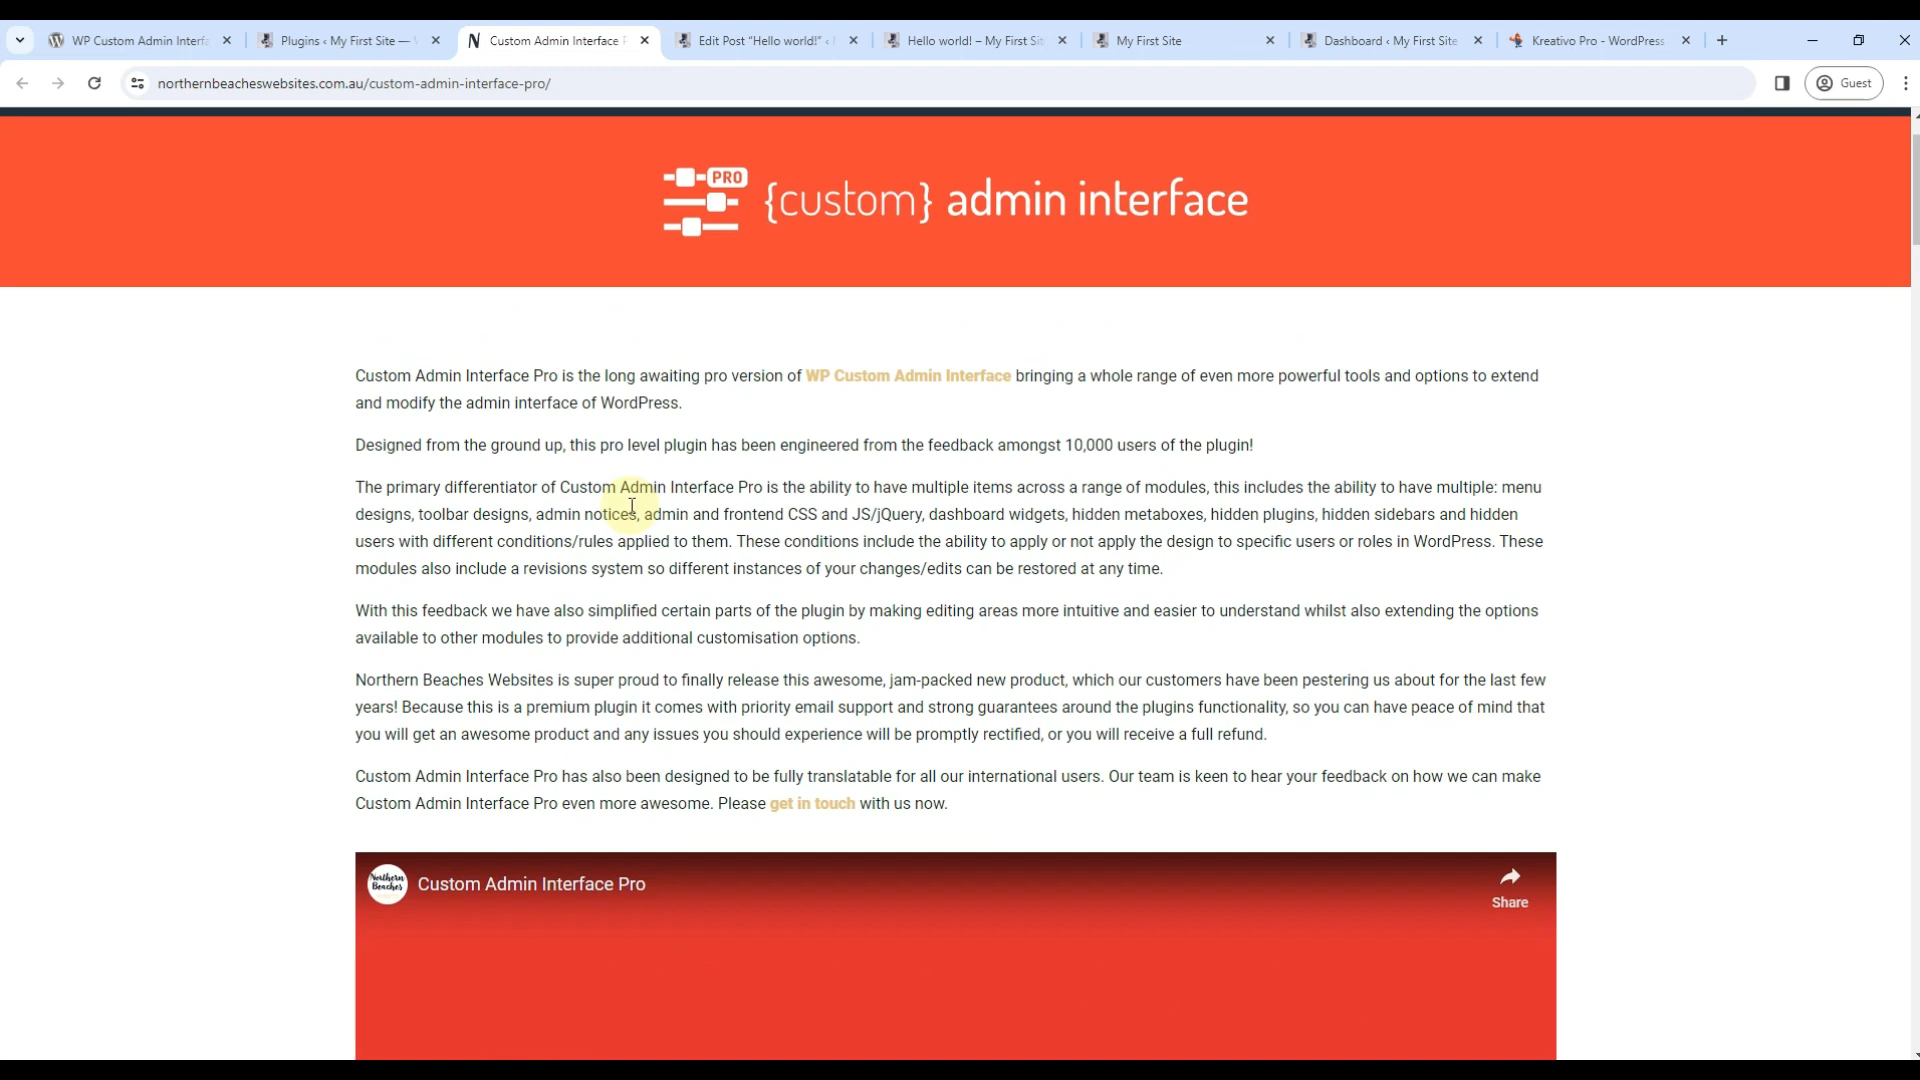 WP Custom Admin Interfa
Plugins ‹ My First Site —
Custom Admin Interface
Edit Post "Hello world!" ‹
Hello world! – My First Sit
My First Site
Dashboard ‹ My First Site
Kreativo Pro - WordPress
northernbeacheswebsites.com.au/custom-admin-interface-pro/
Guest
PRO
{custom} admin interface
Custom Admin Interface Pro is the long awaiting pro version of WP Custom Admin Interface bringing a whole range of even more powerful tools and options to extend
and modify the admin interface of WordPress.
Designed from the ground up, this pro level plugin has been engineered from the feedback amongst 10,000 users of the plugin!
The primary differentiator of Custom Admin Interface Pro is the ability to have multiple items across a range of modules, this includes the ability to have multiple: menu
designs, toolbar designs, admin notices, admin and frontend CSS and JS/jQuery, dashboard widgets, hidden metaboxes, hidden plugins, hidden sidebars and hidden
users with different conditions/rules applied to them. These conditions include the ability to apply or not apply the design to specific users or roles in WordPress. These
modules also include a revisions system so different instances of your changes/edits can be restored at any time.
With this feedback we have also simplified certain parts of the plugin by making editing areas more intuitive and easier to understand whilst also extending the options
available to other modules to provide additional customisation options.
Northern Beaches Websites is super proud to finally release this awesome, jam-packed new product, which our customers have been pestering us about for the last few
years! Because this is a premium plugin it comes with priority email support and strong guarantees around the plugins functionality, so you can have peace of mind that
you will get an awesome product and any issues you should experience will be promptly rectified, or you will receive a full refund.
Custom Admin Interface Pro has also been designed to be fully translatable for all our international users. Our team is keen to hear your feedback on how we can make
Custom Admin Interface Pro even more awesome. Please get in touch with us now.
Northern
Beaches
Custom Admin Interface Pro
Share